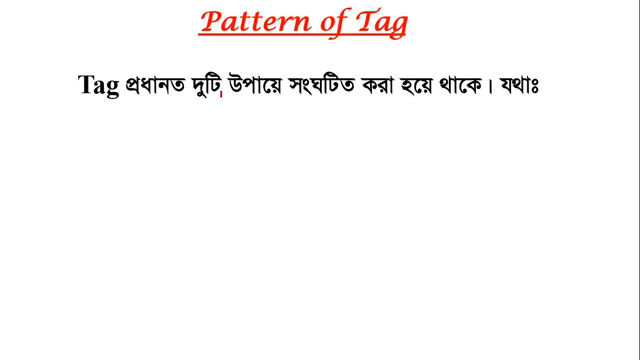 Pattern of Tag
Tag প্রধানত দুটি উপায়ে সংঘটিত করা হয়ে থাকে। যথাঃ